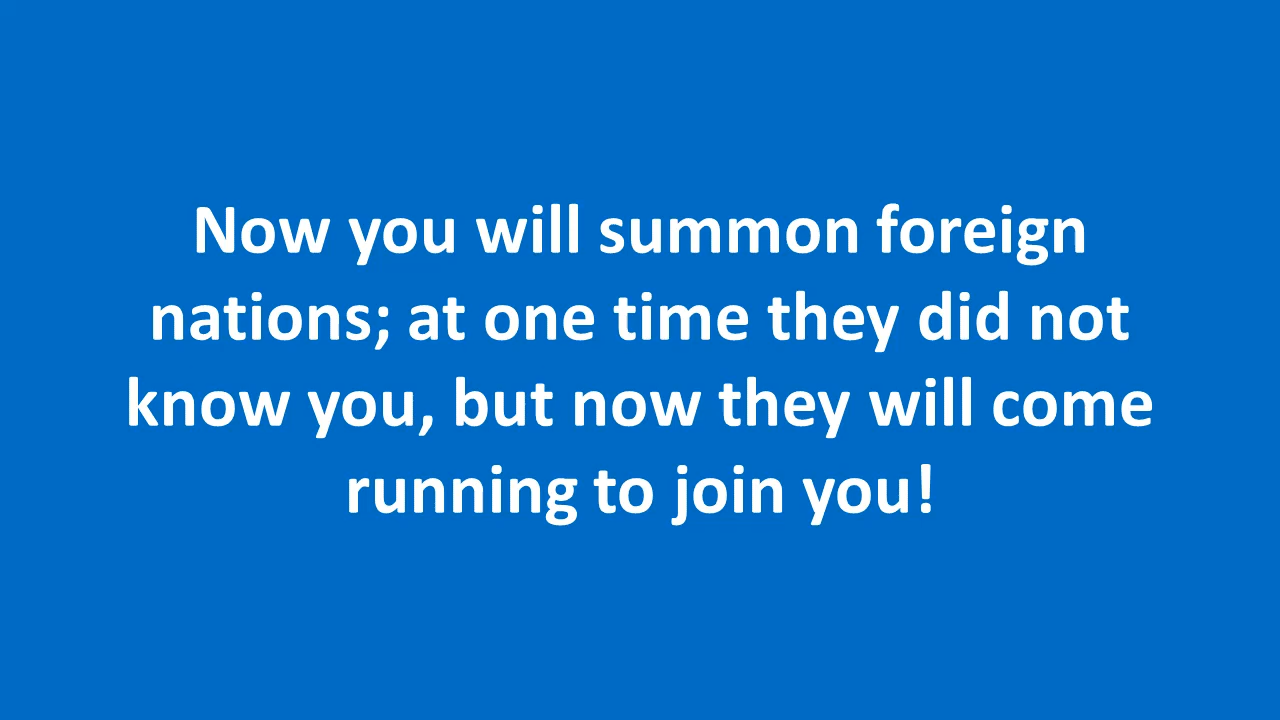 Now you will summon foreign
nations; at one time they did not
know you, but now they will come
running to join you!